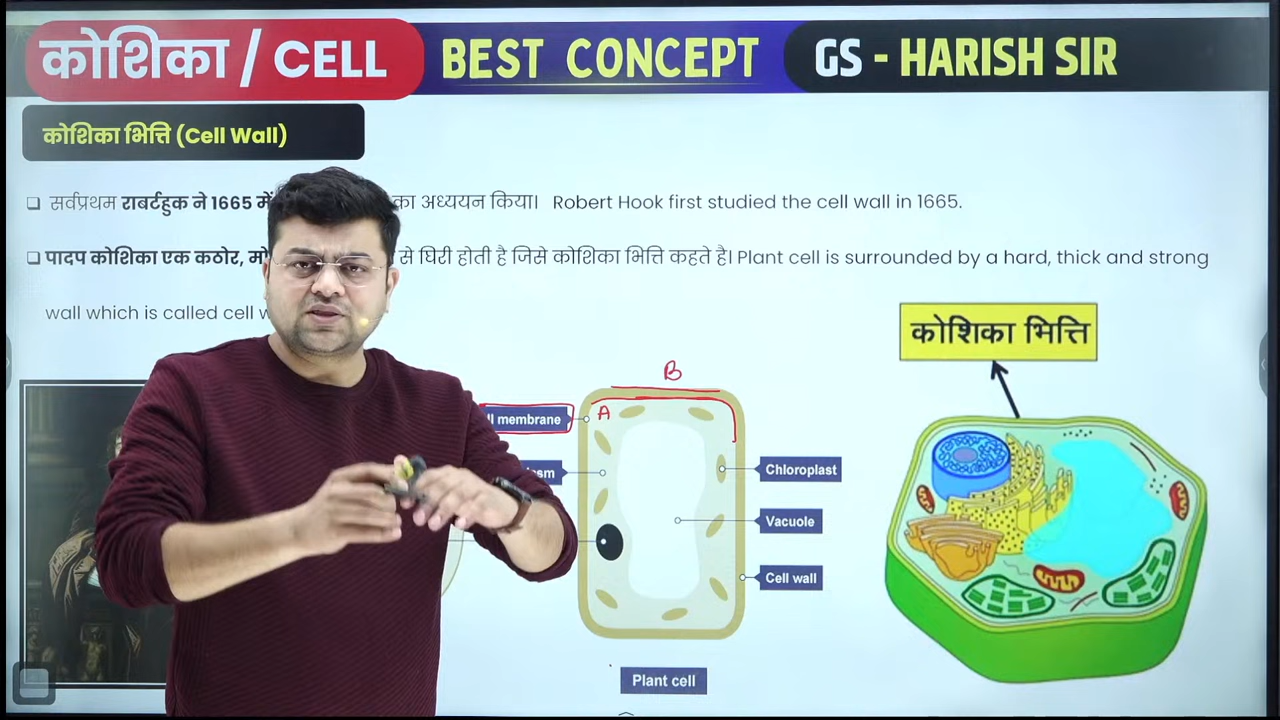 कोशिका / CELL BEST CONCEPT GS - HARISH SIR
कोशिका भित्ति (Cell Wall)
❑ सर्वप्रथम राबर्टहुक ने 1665 में का अध्ययन किया। Robert Hook first studied the cell wall in 1665.
❑ पादप कोशिका एक कठोर, से घिरी होती है जिसे कोशिका भित्ति कहते है। Plant cell is surrounded by a hard, thick and strong
wall which is called cell
कोशिका भित्ति
B
A
membrane
Chloroplast
Vacuole
Cell wall
Plant cell